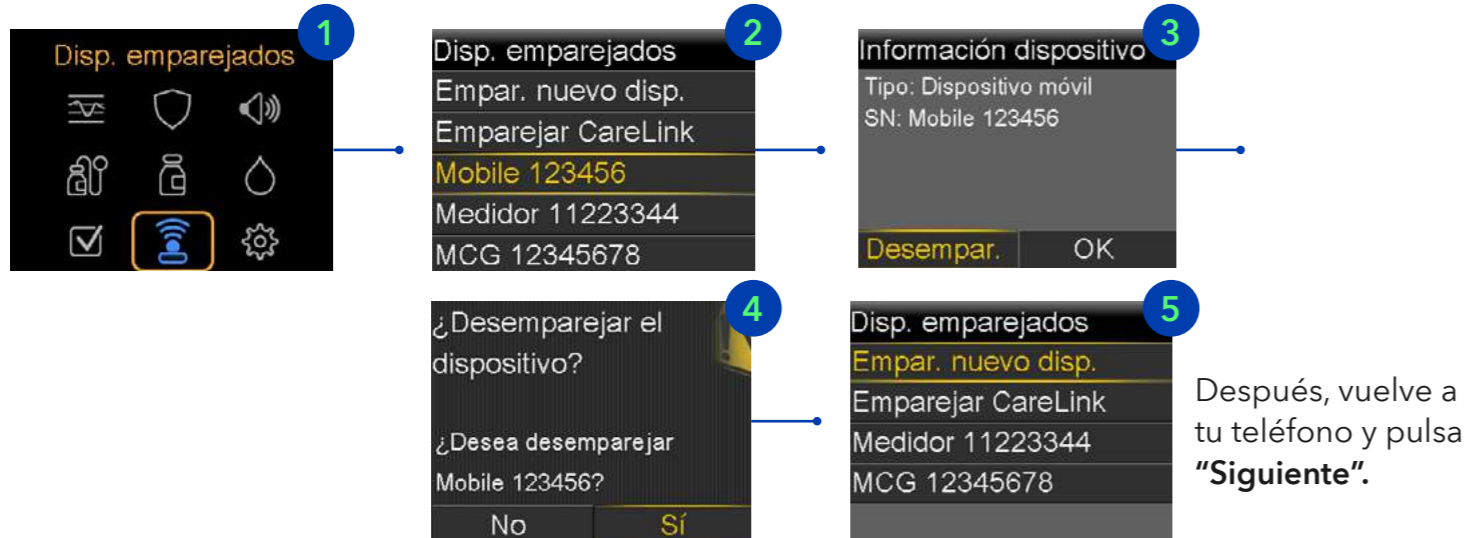 1
Disp. emparejados
2
Disp. emparejados
Empar. nuevo disp.
Emparejar CareLink
Mobile 123456
Medidor 11223344
MCG 12345678
3
Información dispositivo
Tipo: Dispositivo móvil
SN: Mobile 123456
Desempar. OK
4
¿Desemparejar el
dispositivo?
¿Desea desemparejar
Mobile 123456?
No Sí
5
Disp. emparejados
Empar. nuevo disp.
Emparejar CareLink
Medidor 11223344
MCG 12345678
Después, vuelve a
tu teléfono y pulsa
“Siguiente”.